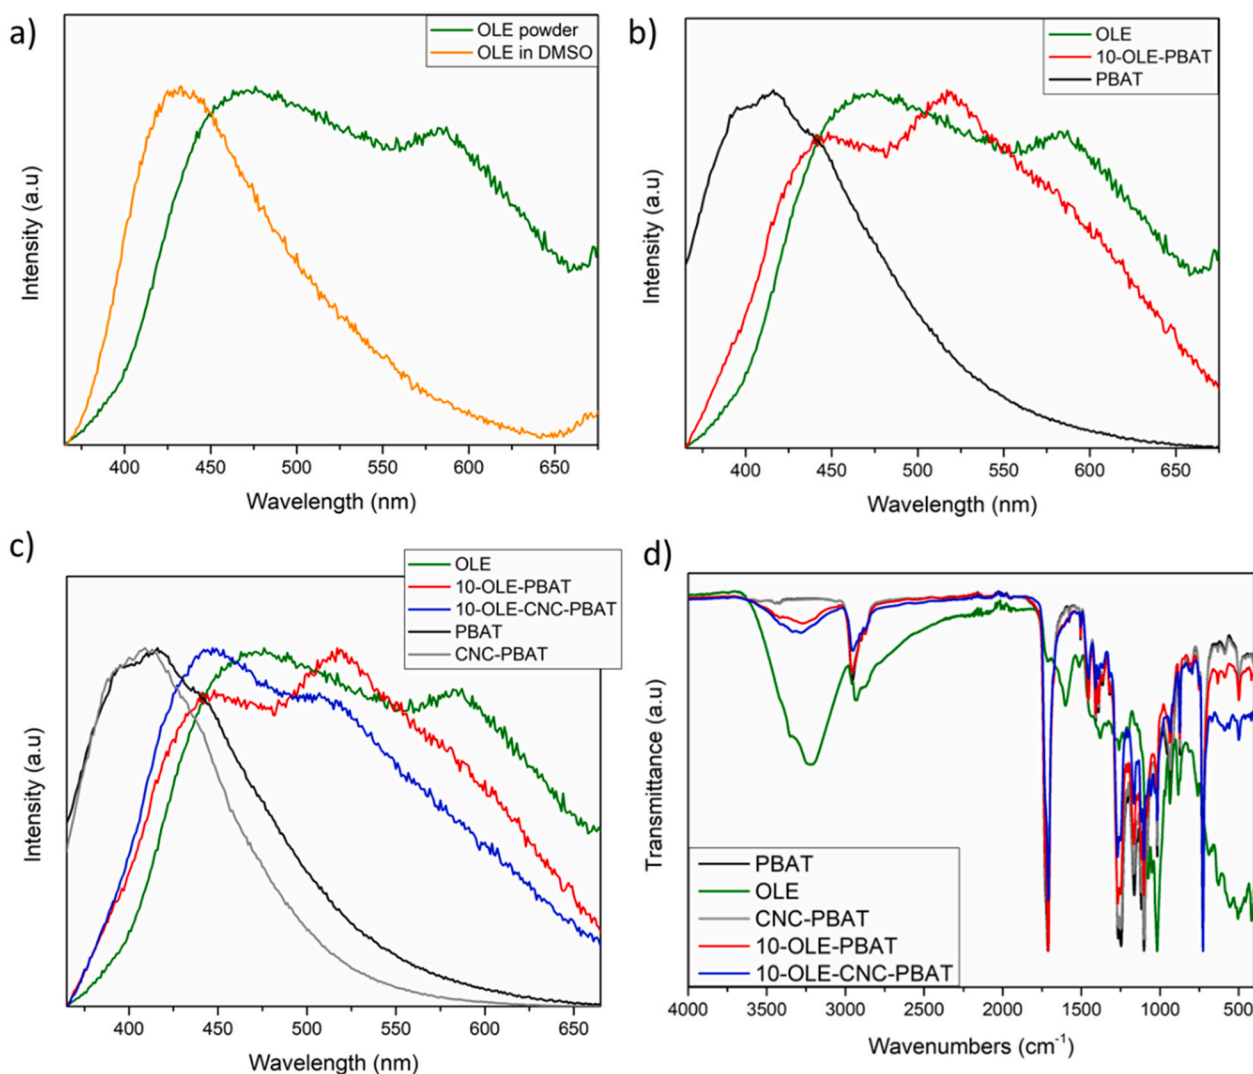 a)
OLE powder
OLE in DMSO
Intensity (a.u)
400 450 500 550 600 650
Wavelength (nm)
b)
OLE
10-OLE-PBAT
PBAT
Intensity (a.u)
400 450 500 550 600 650
Wavelength (nm)
c)
OLE
10-OLE-PBAT
10-OLE-CNC-PBAT
PBAT
CNC-PBAT
Intensity (a.u)
400 450 500 550 600 650
Wavelength (nm)
d)
Transmittance (a.u)
PBAT
OLE
CNC-PBAT
10-OLE-PBAT
10-OLE-CNC-PBAT
4000 3500 3000 2500 2000 1500 1000 500
Wavenumbers (cm⁻¹)